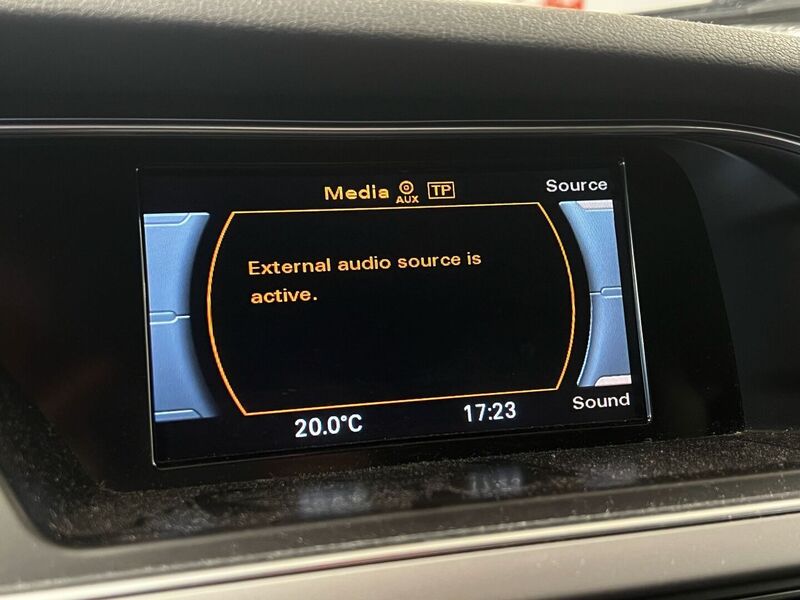 Media AUX TP
Source
External audio source is
active.
20.0°C
17:23
Sound